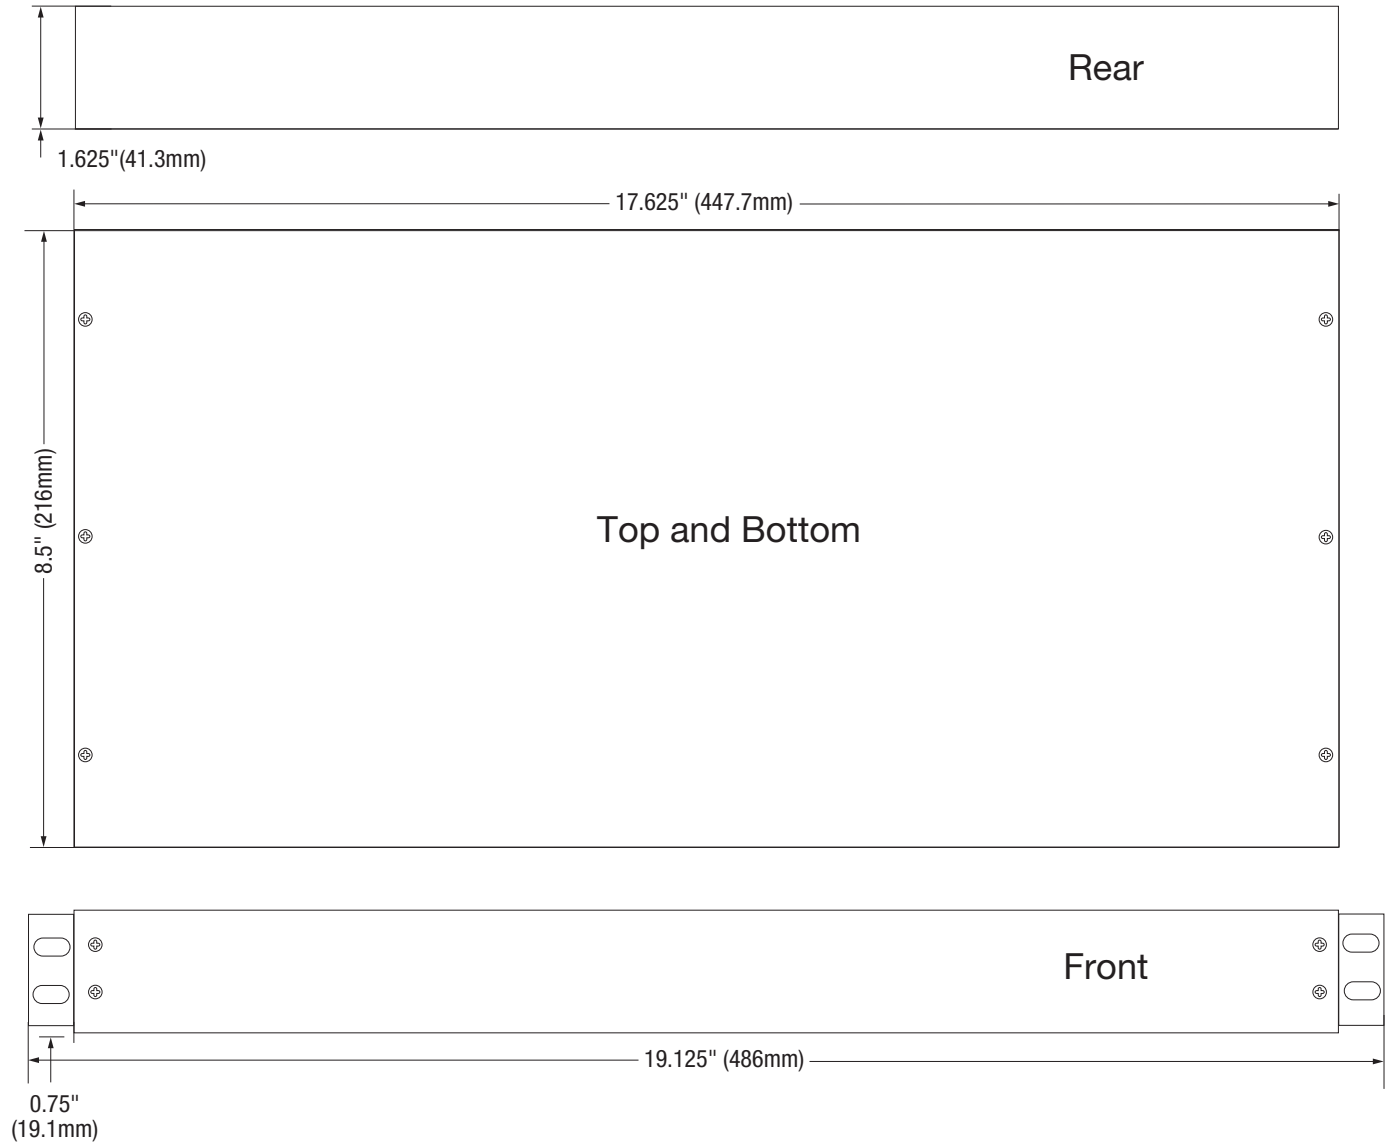 Rear
1.625"(41.3mm)
17.625" (447.7mm)
8.5" (216mm)
Top and Bottom
Front
19.125" (486mm)
0.75"
(19.1mm)